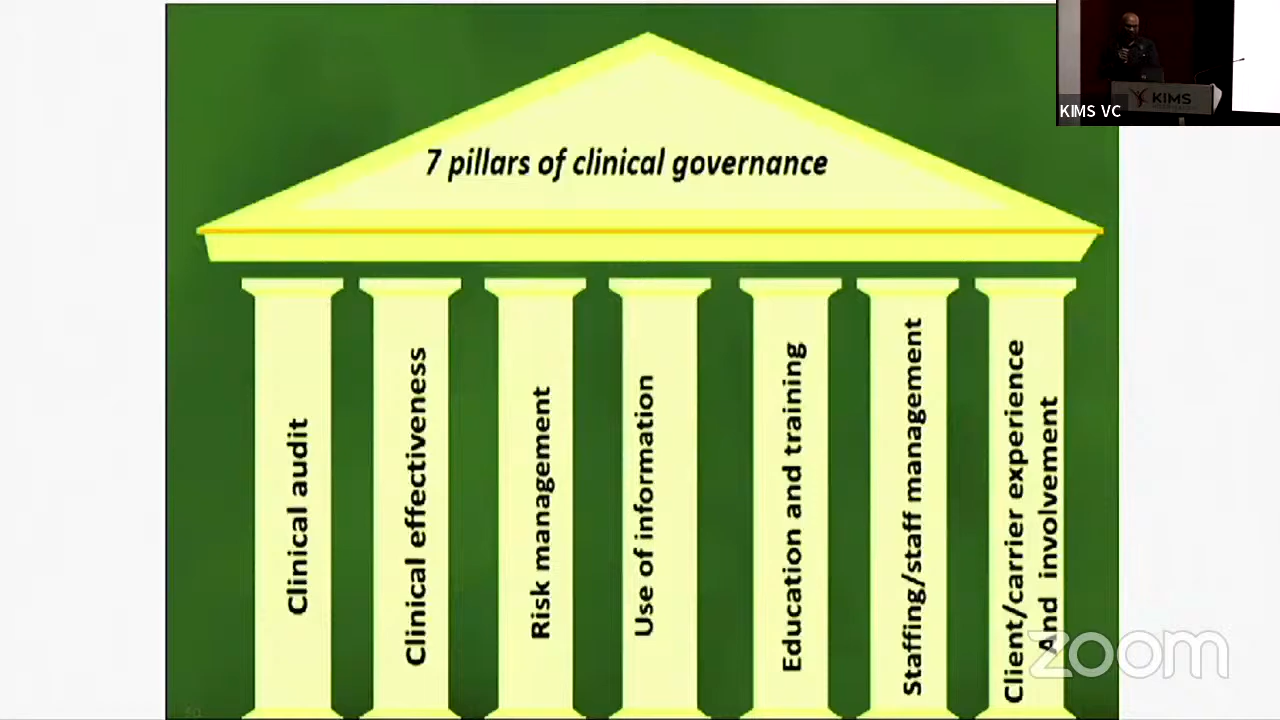 7 pillars of clinical governance
Clinical audit
Clinical effectiveness
Risk management
Use of information
Education and training
Staffing/staff management
Client/carrier experience
And involvement
KIMS
KIMS VC
zoom